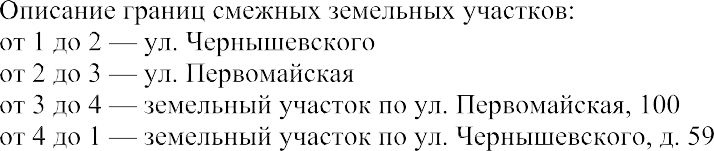 Описание границ смежных земельных участков:
от 1 до 2 — ул. Чернышевского
от 2 до 3 — ул. Первомайская
от 3 до 4 — земельный участок по ул. Первомайская, 100
от 4 до 1 — земельный участок по ул. Чернышевского, д. 59